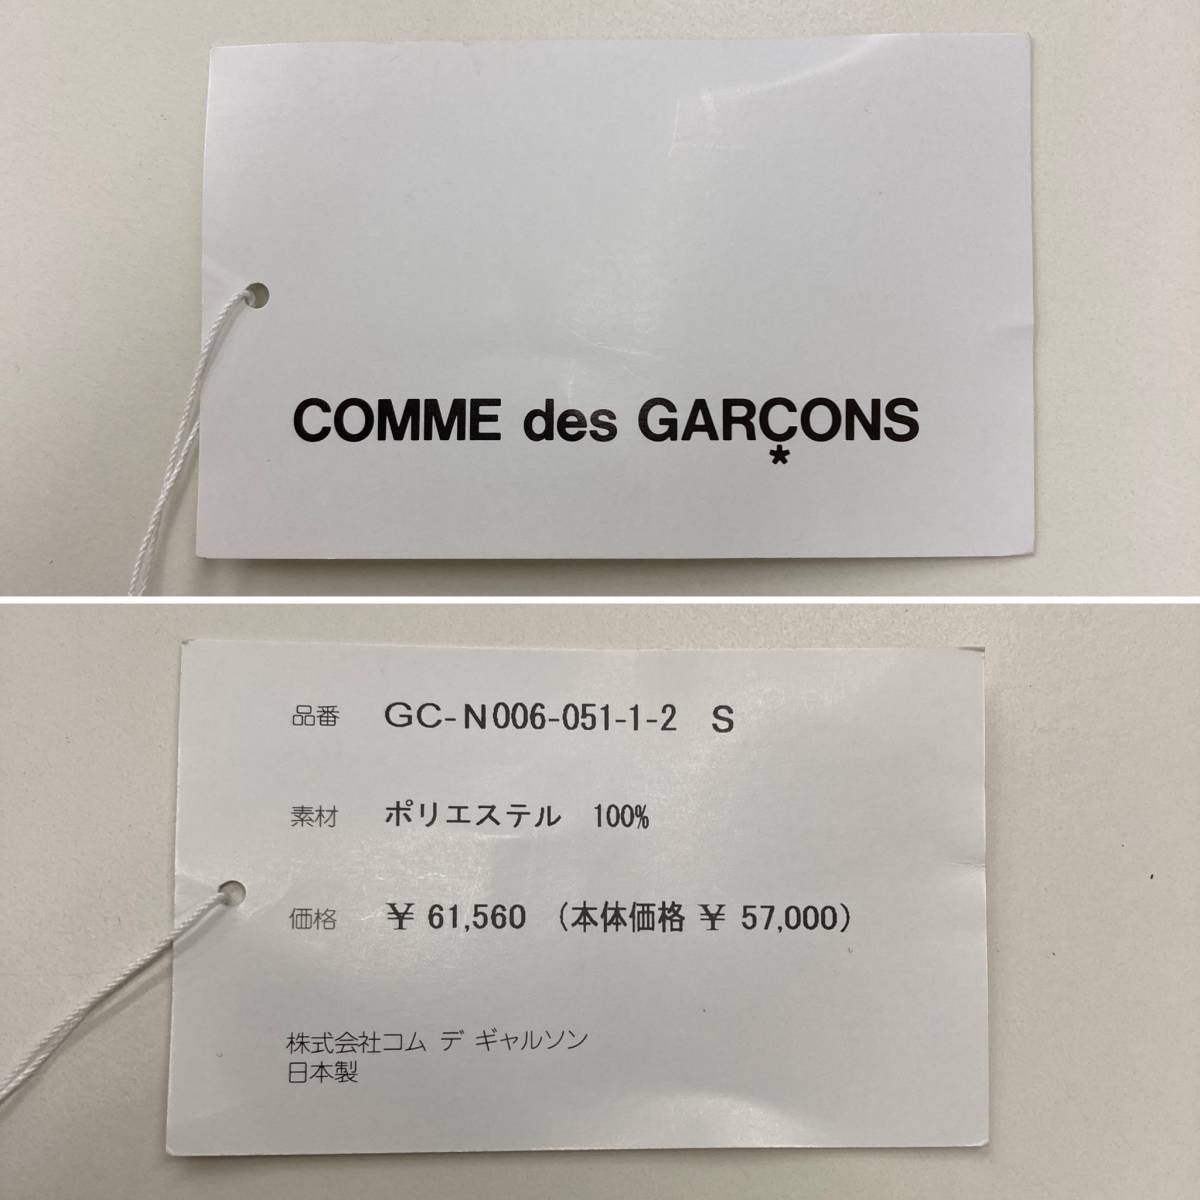 COMME des GARÇONS
*
品番 GC-N006-051-1-2 S
素材 ポリエステル 100%
価格 ¥ 61,560 (本体価格 ¥ 57,000)
株式会社コム デ ギャルソン
日本製